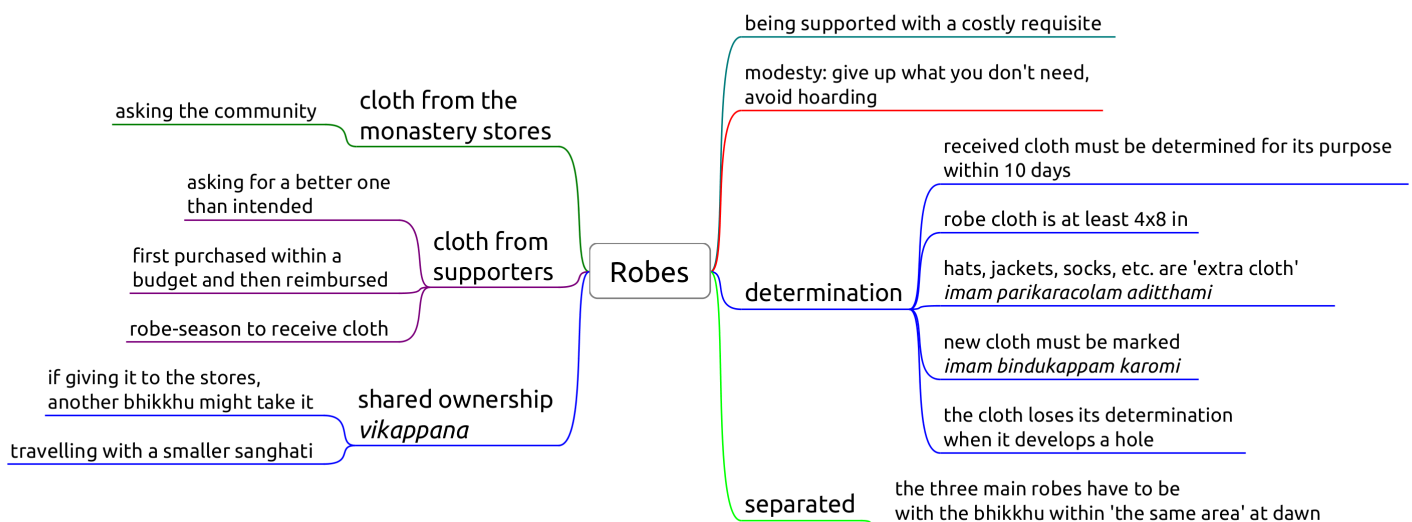 Robes
being supported with a costly requisite
modesty: give up what you don't need,
avoid hoarding
determination
received cloth must be determined for its purpose
within 10 days
robe cloth is at least 4x8 in
hats, jackets, socks, etc. are 'extra cloth'
imam parikaracolam aditthami
new cloth must be marked
imam bindukappam karomi
the cloth loses its determination
when it develops a hole
separated
the three main robes have to be
with the bhikkhu within 'the same area' at dawn
cloth from the
monastery stores
asking the community
cloth from
supporters
asking for a better one
than intended
first purchased within a
budget and then reimbursed
robe-season to receive cloth
shared ownership
vikappana
if giving it to the stores,
another bhikkhu might take it
travelling with a smaller sanghati